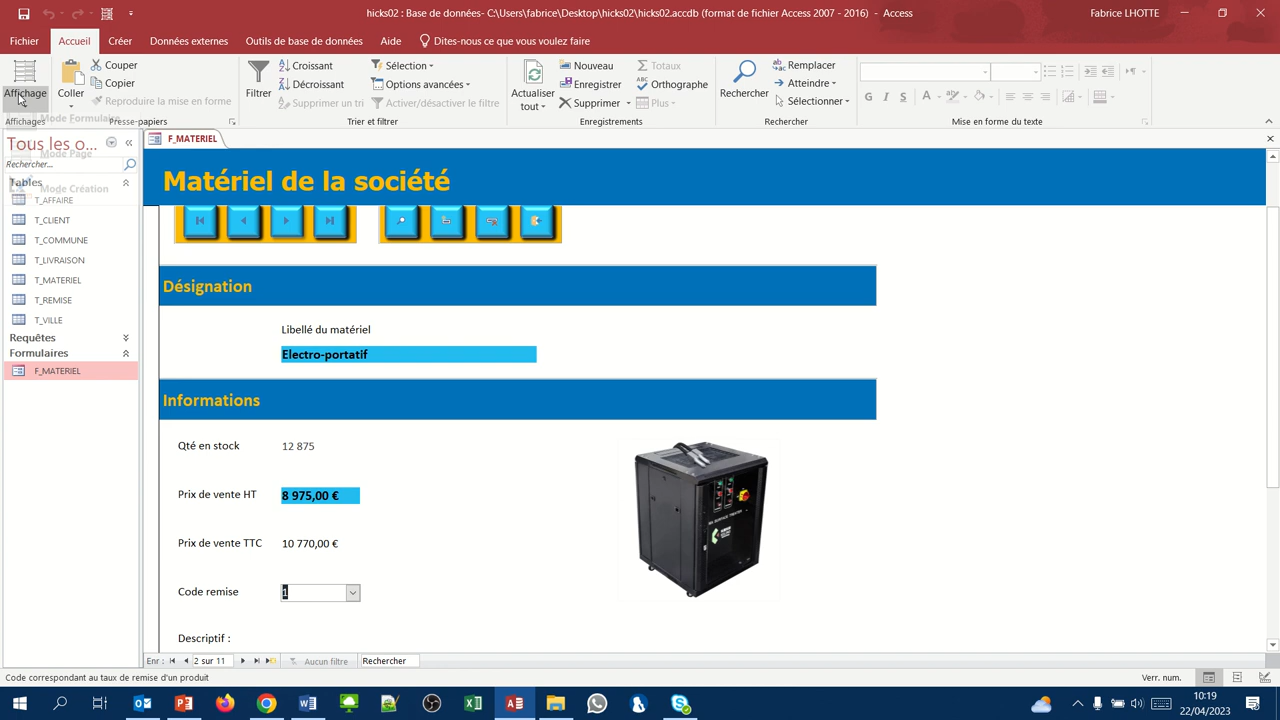 hicks02 : Base de données- C:\Users\fabrice\Desktop\hicks02\hicks02.accdb (format de fichier Access 2007 - 2016) - Access
Fabrice LHOTTE
Fichier Accueil Créer Données externes Outils de base de données Aide Dites-nous ce que vous voulez faire
Affichage
Affichages
Coller
Couper
Copier
Reproduire la mise en forme
Presse-papiers
Filtrer
Croissant
Décroissant
Supprimer un tri
Sélection
Options avancées
Activer/désactiver le filtre
Trier et filtrer
Actualiser
tout
Nouveau
Enregistrer
Supprimer
Totaux
Orthographe
Plus
Enregistrements
Rechercher
Remplacer
Atteindre
Sélectionner
Rechercher
G I S A
Mise en forme du texte
Mode Formulaire
Mode Page
Mode Création
Tous les o...
Rechercher...
Tables
T_AFFAIRE
T_CLIENT
T_COMMUNE
T_LIVRAISON
T_MATERIEL
T_REMISE
T_VILLE
Requêtes
Formulaires
F_MATERIEL
F_MATERIEL
Matériel de la société
Désignation
Libellé du matériel
Electro-portatif
Informations
Qté en stock 12 875
Prix de vente HT 8 975,00 €
Prix de vente TTC 10 770,00 €
Code remise 1
Descriptif :
Enr : 2 sur 11 Aucun filtre Rechercher
Code correspondant au taux de remise d'un produit
Verr. num.
10:19
22/04/2023